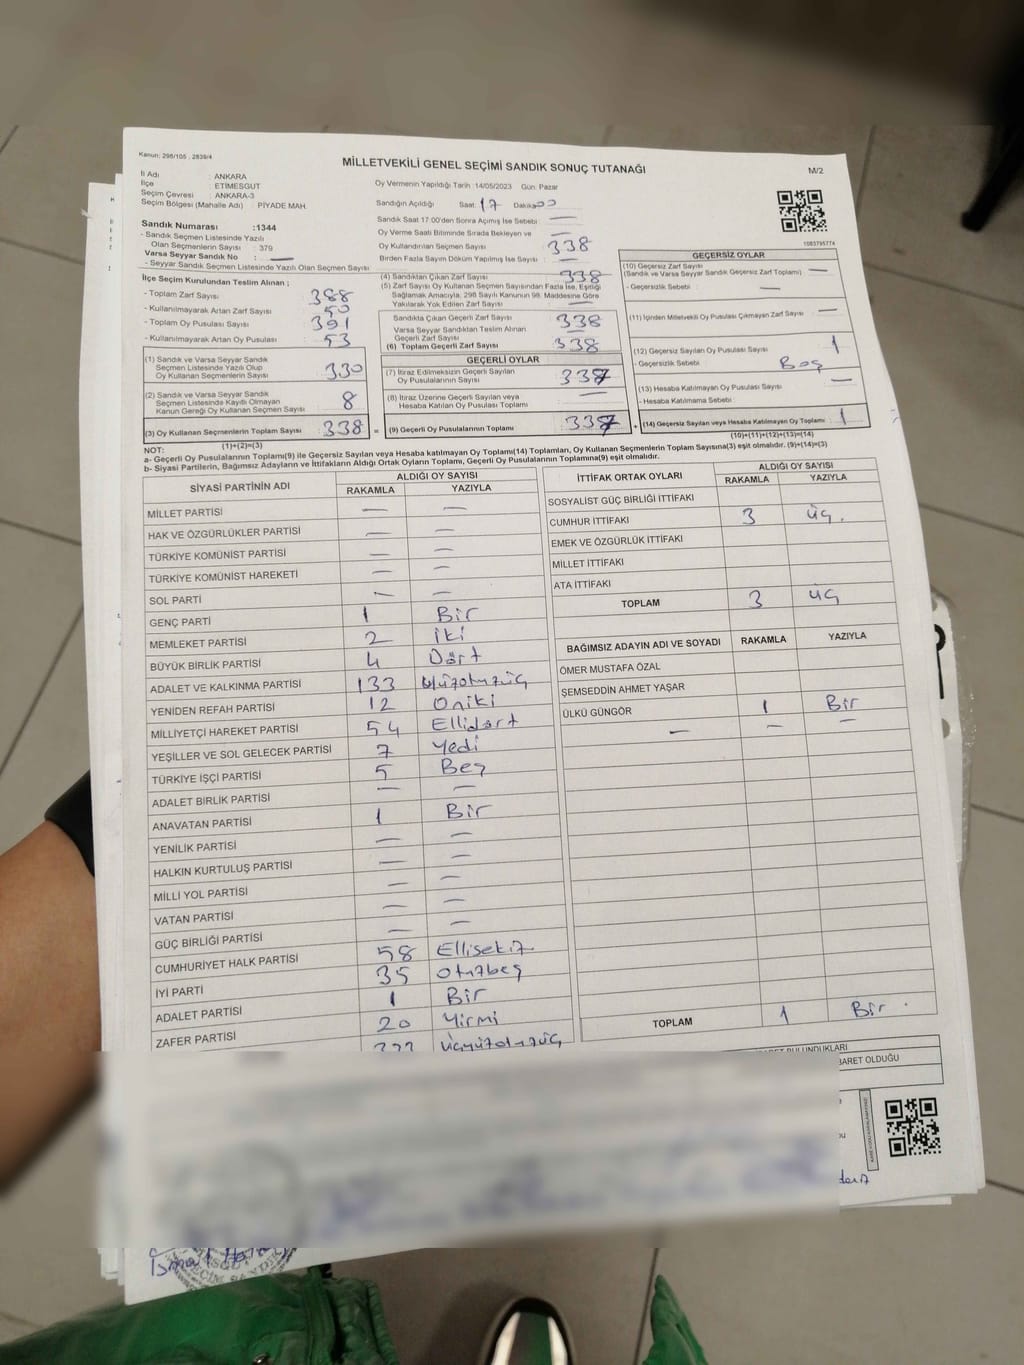 Kanun: 298/105 . 2839/4
MİLLETVEKİLİ GENEL SEÇİMİ SANDIK SONUÇ TUTANAĞI
M/2
İl Adı : ANKARA
İlçe : ETİMESGUT
Seçim Çevresi : ANKARA-3
Seçim Bölgesi (Mahalle Adı) : PİYADE MAH.
Oy Vermenin Yapıldığı Tarih :14/05/2023 Gün: Pazar
Sandığın Açıldığı Saat: 17 Dakika: 00
Sandık Numarası :1344
- Sandık Seçmen Listesinde Yazılı
Olan Seçmenlerin Sayısı : 379
Varsa Seyyar Sandık No —
- Seyyar Sandık Seçmen Listesinde Yazılı Olan Seçmen Sayısı
Sandık Saat 17:00'den Sonra Açımış İse Sebebi : —
Oy Verme Saati Bitiminde Sırada Bekleyen ve
Oy Kullandırılan Seçmen Sayısı —
338
Birden Fazla Sayım Döküm Yapılmış İse Sayısı : —
1083795774
İlçe Seçim Kurulundan Teslim Alınan ;
- Toplam Zarf Sayısı : 388
- Kullanılmayarak Artan Zarf Sayısı : 50
- Toplam Oy Pusulası Sayısı : 391
- Kullanılmayarak Artan Oy Pusulası : 53
(1) Sandık ve Varsa Seyyar Sandık
Seçmen Listesinde Yazılı Olup
Oy Kullanan Seçmenlerin Sayısı : 330
(2) Sandık ve Varsa Seyyar Sandık
Seçmen Listesinde Kayıtlı Olmayan
Kanun Gereği Oy Kullanan Seçmen Sayısı : 8
(3) Oy Kullanan Seçmenlerin Toplam Sayısı : 338
(1)+(2)=(3)
(4) Sandıktan Çıkan Zarf Sayısı : 338
(5) Zarf Sayısı Oy Kullanan Seçmen Sayısından Fazla İse, Eşitliği
Sağlamak Amacıyla, 298 Sayılı Kanunun 98. Maddesine Göre
Yakılarak Yok Edilen Zarf Sayısı : —
Sandıkta Çıkan Geçerli Zarf Sayısı : 338
Varsa Seyyar Sandıktan Teslim Alınan
Geçerli Zarf Sayısı
(6) Toplam Geçerli Zarf Sayısı : 338
GEÇERLİ OYLAR
(7) İtiraz Edilmeksizin Geçerli Sayılan
Oy Pusulalarının Sayısı : 337
(8) İtiraz Üzerine Geçerli Sayılan veya
Hesaba Katılan Oy Pusulası Toplamı : —
= (9) Geçerli Oy Pusulalarının Toplamı : 337
GEÇERSİZ OYLAR
(10) Geçersiz Zarf Sayısı
(Sandık ve Varsa Seyyar Sandık Geçersiz Zarf Toplamı) : —
- Geçersizlik Sebebi : —
(11) İçinden Milletvekili Oy Pusulası Çıkmayan Zarf Sayısı : —
(12) Geçersiz Sayılan Oy Pusulası Sayısı : 1
- Geçersizlik Sebebi : Boş
(13) Hesaba Katılmayan Oy Pusulası Sayısı : —
- Hesaba Katılmama Sebebi :
+ (14) Geçersiz Sayılan veya Hesaba Katılmayan Oy Toplamı : 1
(10)+(11)+(12)+(13)=(14)
NOT:
a- Geçerli Oy Pusulasının Toplamı(9) ile Geçersiz Sayılan veya Hesaba katılmayan Oy Toplamı(14) Toplamları, Oy Kullanan Seçmenlerin Toplam Sayısına(3) eşit olmalıdır. (9)+(14)=(3)
b- Siyasi Partilerin, Bağımsız Adayların ve İttifakların Aldığı Ortak Oyların Toplamı, Geçerli Oy Pusulalarının Toplamına(9) eşit olmalıdır.
SİYASİ PARTİNİN ADI ALDIĞI OY SAYISI
RAKAMLA YAZIYLA
MİLLET PARTİSİ — —
HAK VE ÖZGÜRLÜKLER PARTİSİ — —
TÜRKİYE KOMÜNİST PARTİSİ — —
TÜRKİYE KOMÜNİST HAREKETİ — —
SOL PARTİ — —
GENÇ PARTİ 1 Bir
MEMLEKET PARTİSİ 2 İki
BÜYÜK BİRLİK PARTİSİ 4 Dört
ADALET VE KALKINMA PARTİSİ 133 Yüzotuzüç
YENİDEN REFAH PARTİSİ 12 Oniki
MİLLİYETÇİ HAREKET PARTİSİ 54 Ellidört
YEŞİLLER VE SOL GELECEK PARTİSİ 7 Yedi
TÜRKİYE İŞÇİ PARTİSİ 5 Beş
ADALET BİRLİK PARTİSİ — —
ANAVATAN PARTİSİ 1 Bir
YENİLİK PARTİSİ — —
HALKIN KURTULUŞ PARTİSİ — —
MİLLİ YOL PARTİSİ — —
VATAN PARTİSİ — —
GÜÇ BİRLİĞİ PARTİSİ — —
CUMHURİYET HALK PARTİSİ 58 Ellisekiz
İYİ PARTİ 35 Otuzbeş
ADALET PARTİSİ 1 Bir
ZAFER PARTİSİ 20 Yirmi
Üçyüzotuzüç
İTTİFAK ORTAK OYLARI ALDIĞI OY SAYISI
RAKAMLA YAZIYLA
SOSYALİST GÜÇ BİRLİĞİ İTTİFAKI
CUMHUR İTTİFAKI 3 Üç.
EMEK VE ÖZGÜRLÜK İTTİFAKI
MİLLET İTTİFAKI
ATA İTTİFAKI
TOPLAM 3 Üç
BAĞIMSIZ ADAYIN ADI VE SOYADI RAKAMLA YAZIYLA
ÖMER MUSTAFA ÖZAL
ŞEMSEDDİN AHMET YAŞAR
ÜLKÜ GÜNGÖR 1 Bir
— — —
TOPLAM 1 Bir
BULUNDUKLARI
BARET OLDUĞU